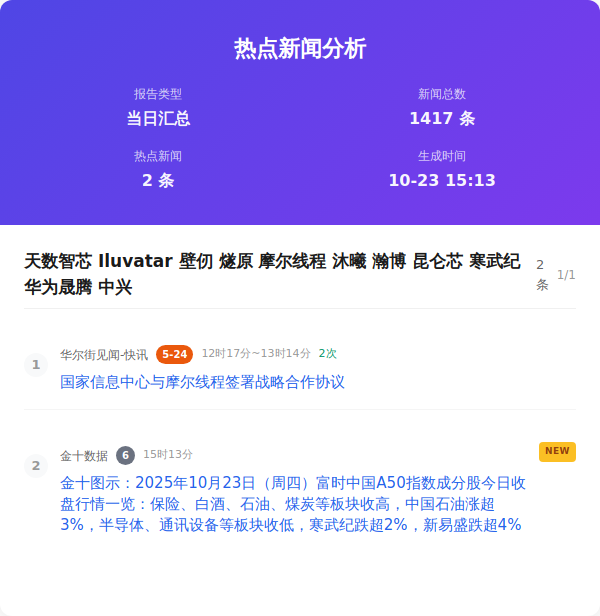 热点新闻分析
报告类型
当日汇总
新闻总数
1417 条
热点新闻
2 条
生成时间
10-23 15:13
天数智芯 Iluvatar 壁仞 燧原 摩尔线程 沐曦 瀚博 昆仑芯 寒武纪
华为晟腾 中兴
2
条
1/1
1
华尔街见闻-快讯 5-24 12时17分~13时14分 2次
国家信息中心与摩尔线程签署战略合作协议
2
金十数据 6 15时13分
NEW
金十图示：2025年10月23日（周四）富时中国A50指数成分股今日收
盘行情一览：保险、白酒、石油、煤炭等板块收高，中国石油涨超
3%，半导体、通讯设备等板块收低，寒武纪跌超2%，新易盛跌超4%